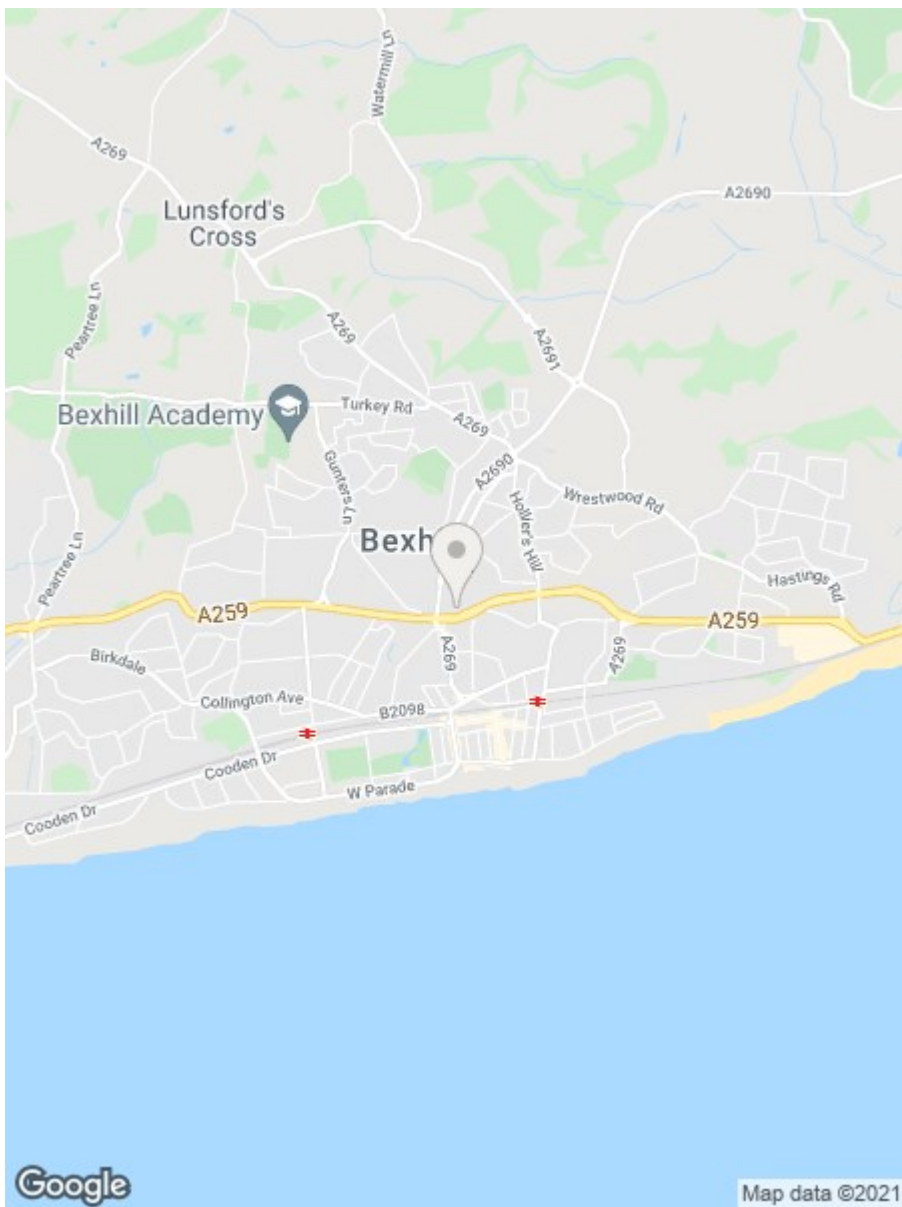 Watermill Ln
A269
A2690
Lunsford's
Cross
Peartree Ln
A269
A2691
Bexhill Academy
Turkey Rd
A269
A2690
Gunters Ln
Holliers Hill
Wrestwood Rd
Bexh
Peartree Ln
Hastings Rd
A259
A259
Birkdale
A269
A269
Collington Ave
B2098
Cooden Dr
W Parade
Cooden Dr
Google
Map data ©2021